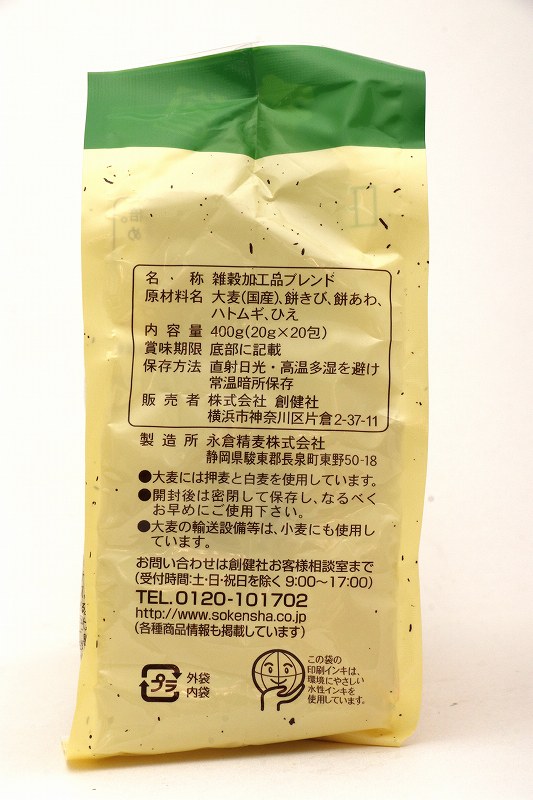 名・称 雑穀加工品ブレンド
原材料名 大麦(国産)、餅きび、餅あわ、
ハトムギ、ひえ
内容量 400g(20g×20包)
賞味期限 底部に記載
保存方法 直射日光・高温多湿を避け
常温暗所保存
販売者 株式会社 創健社
横浜市神奈川区片倉2-37-11
製造所 永倉精麦株式会社
静岡県駿東郡長泉町東野50-18
●大麦には押麦と白麦を使用しています。
●開封後は密閉して保存し、なるべく
お早めにご使用下さい。
●大麦の輸送設備等は、小麦にも使用し
ています。
お問い合わせは創健社お客様相談室まで
(受付時間:土・日・祝日を除く 9:00〜17:00)
TEL.0120-101702
http://www.sokensha.co.jp
(各種商品情報も掲載しています)
プラ
外袋
内袋
この袋の
印刷インキは、
環境にやさしい
水性インキを
使用しています。